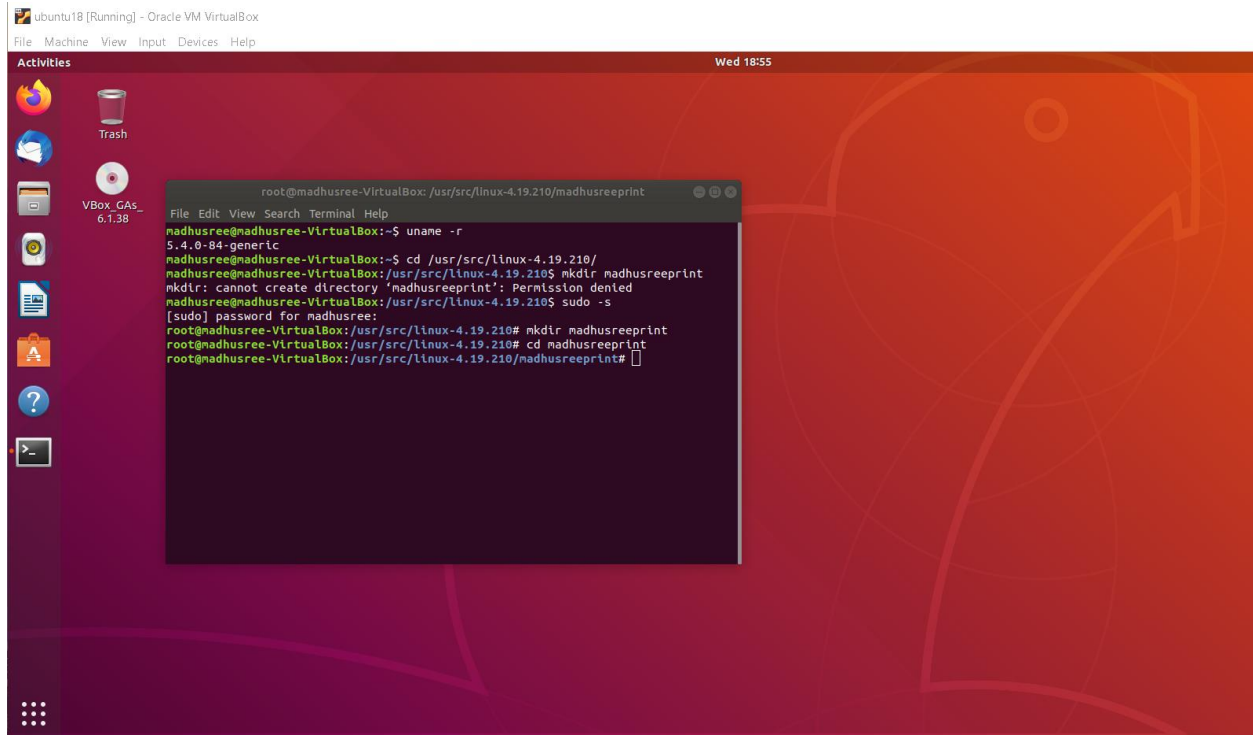 ubuntu18 [Running] - Oracle VM VirtualBox
File Machine View Input Devices Help
Activities
Wed 18:55
Trash
VBox_GAs_
6.1.38
root@madhusree-VirtualBox: /usr/src/linux-4.19.210/madhusreeprint
File Edit View Search Terminal Help
madhusree@madhusree-VirtualBox:~$ uname -r
5.4.0-84-generic
madhusree@madhusree-VirtualBox:~$ cd /usr/src/linux-4.19.210/
madhusree@madhusree-VirtualBox:/usr/src/linux-4.19.210$ mkdir madhusreeprint
mkdir: cannot create directory ‘madhusreeprint’: Permission denied
madhusree@madhusree-VirtualBox:/usr/src/linux-4.19.210$ sudo -s
[sudo] password for madhusree:
root@madhusree-VirtualBox:/usr/src/linux-4.19.210# mkdir madhusreeprint
root@madhusree-VirtualBox:/usr/src/linux-4.19.210# cd madhusreeprint
root@madhusree-VirtualBox:/usr/src/linux-4.19.210/madhusreeprint#